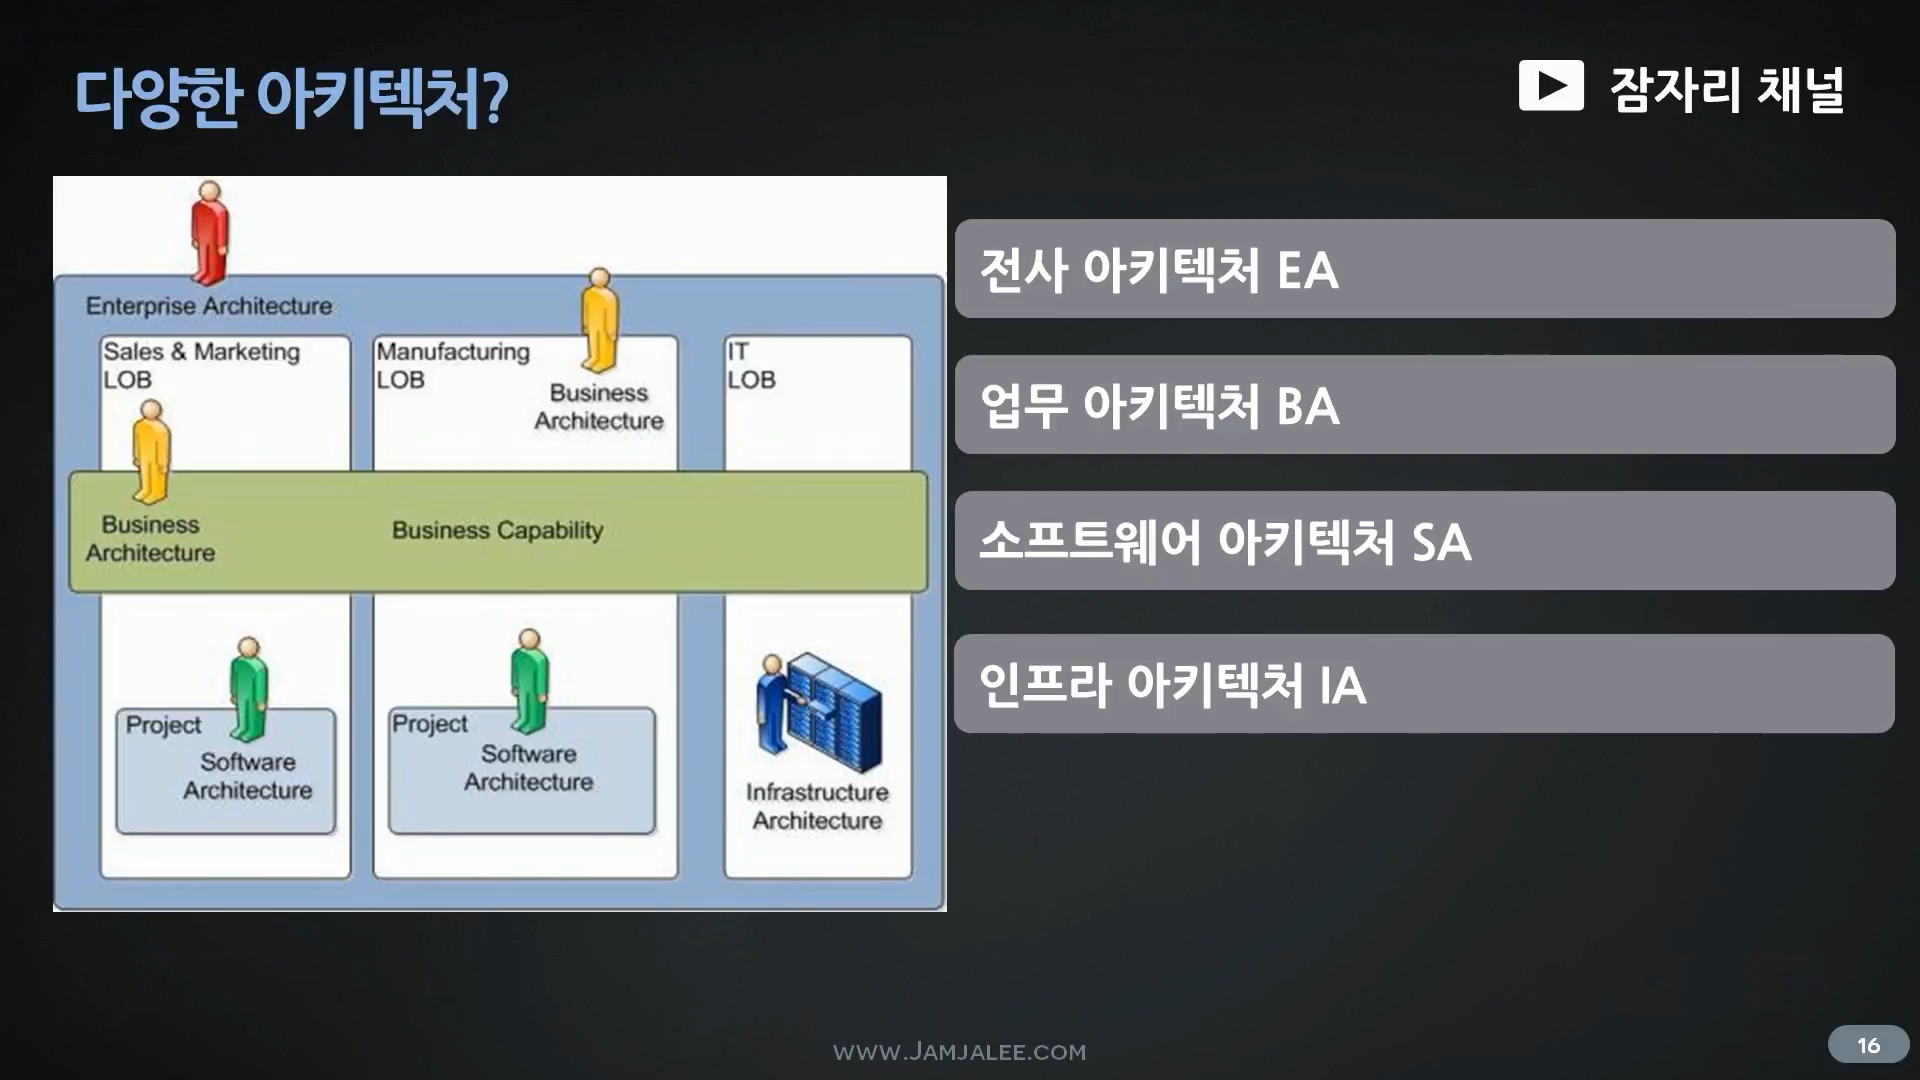 다양한 아키텍처?
잠자리 채널
Enterprise Architecture
Sales & Marketing
LOB
Manufacturing
LOB
IT
LOB
Business
Architecture
Business
Architecture
Business Capability
Project
Software
Architecture
Project
Software
Architecture
Infrastructure
Architecture
전사 아키텍처 EA
업무 아키텍처 BA
소프트웨어 아키텍처 SA
인프라 아키텍처 IA
www.Jamjalee.com
16